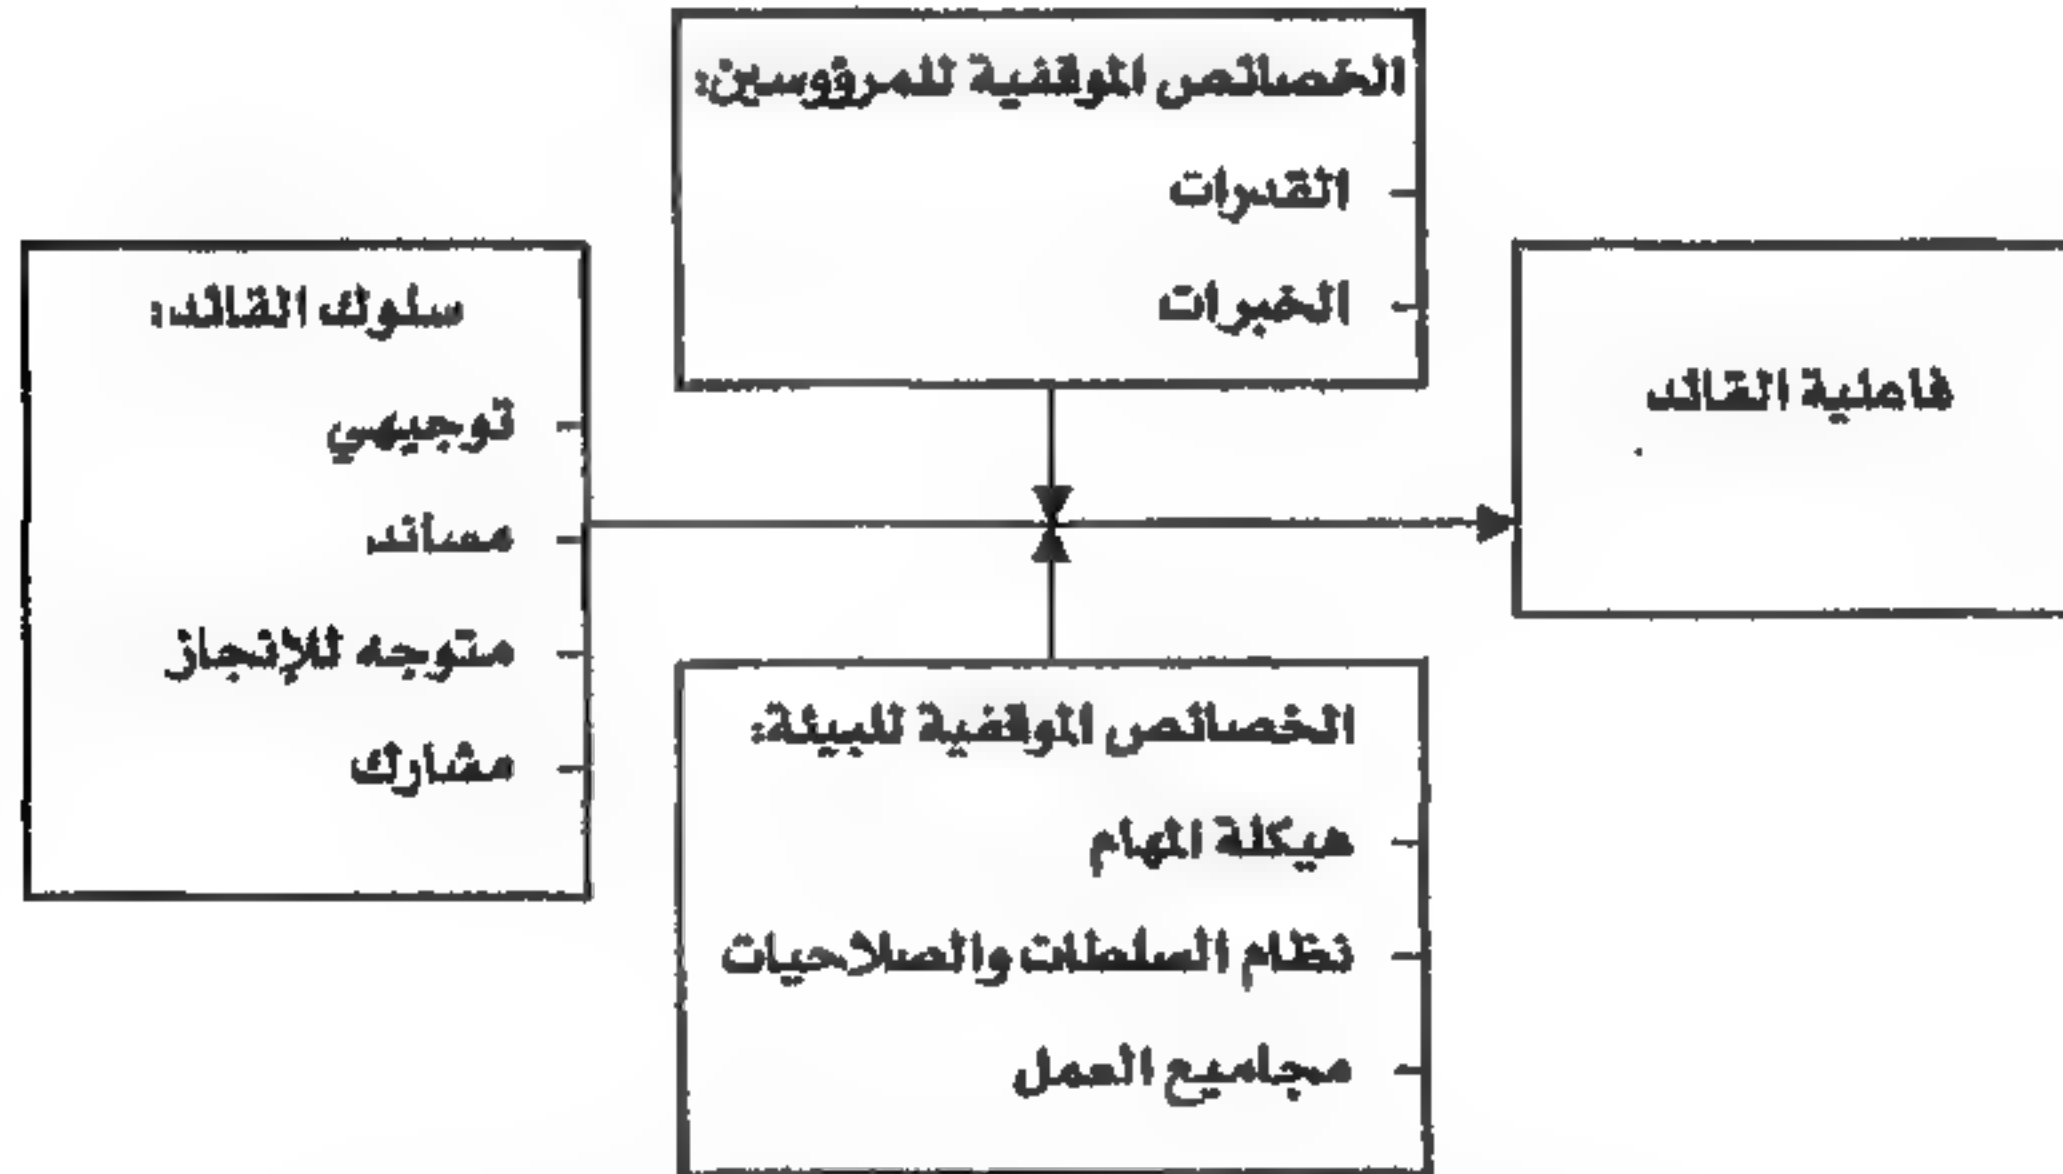 الخصائص الموقفية للمرؤوسين:
- القدرات
- الخبرات
سلوك القائد:
- توجيهي
- مساند
- متوجه للإنجاز
- مشارك
فاعلية القائد
الخصائص الموقفية للبيئة:
- هيكلة المهام
- نظام السلطات والصلاحيات
- مجاميع العمل